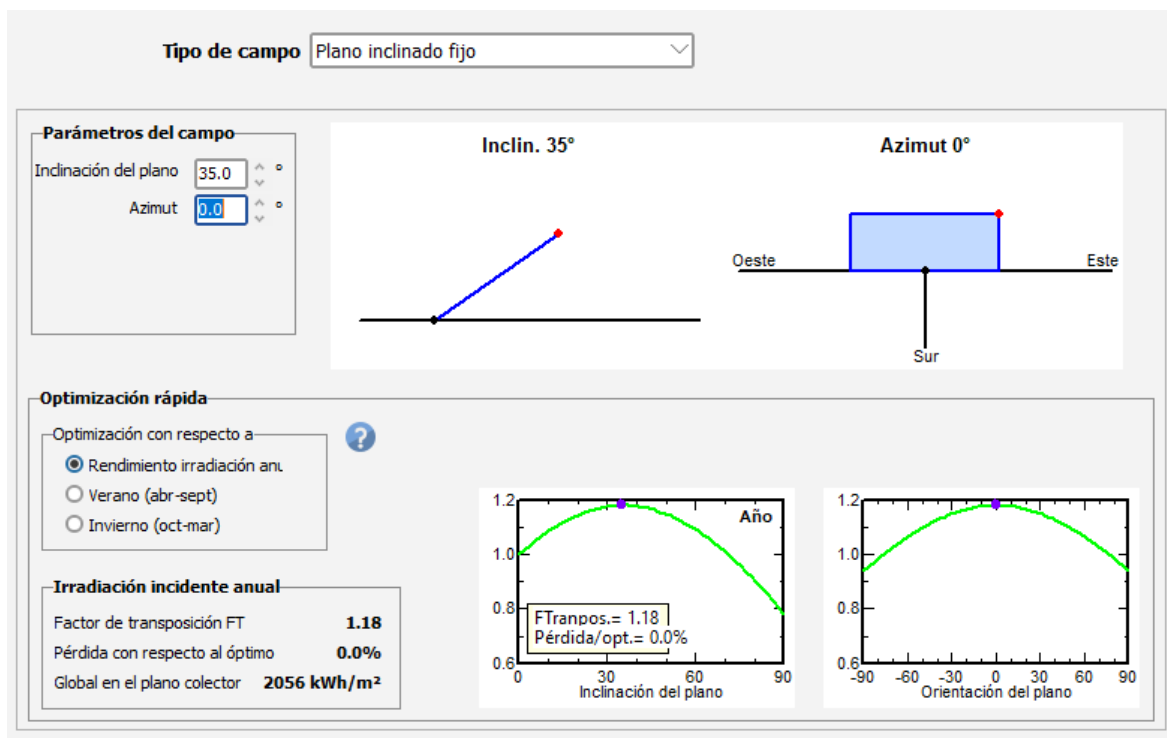 Tipo de campo Plano inclinado fijo
Parámetros del campo
Inclinación del plano 35.0 °
Azimut 0.0 °
Inclin. 35°
Azimut 0°
Oeste
Este
Sur
Optimización rápida
Optimización con respecto a
Rendimiento irradiación anu
Verano (abr-sept)
Invierno (oct-mar)
?
Irradiación incidente anual
Factor de transposición FT 1.18
Pérdida con respecto al óptimo 0.0%
Global en el plano colector 2056 kWh/m²
1.2
1.0
0.8
0.6
Año
FTranpos.= 1.18
Pérdida/opt.= 0.0%
0 30 60 90
Inclinación del plano
1.2
1.0
0.8
0.6
-90 -60 -30 0 30 60 90
Orientación del plano